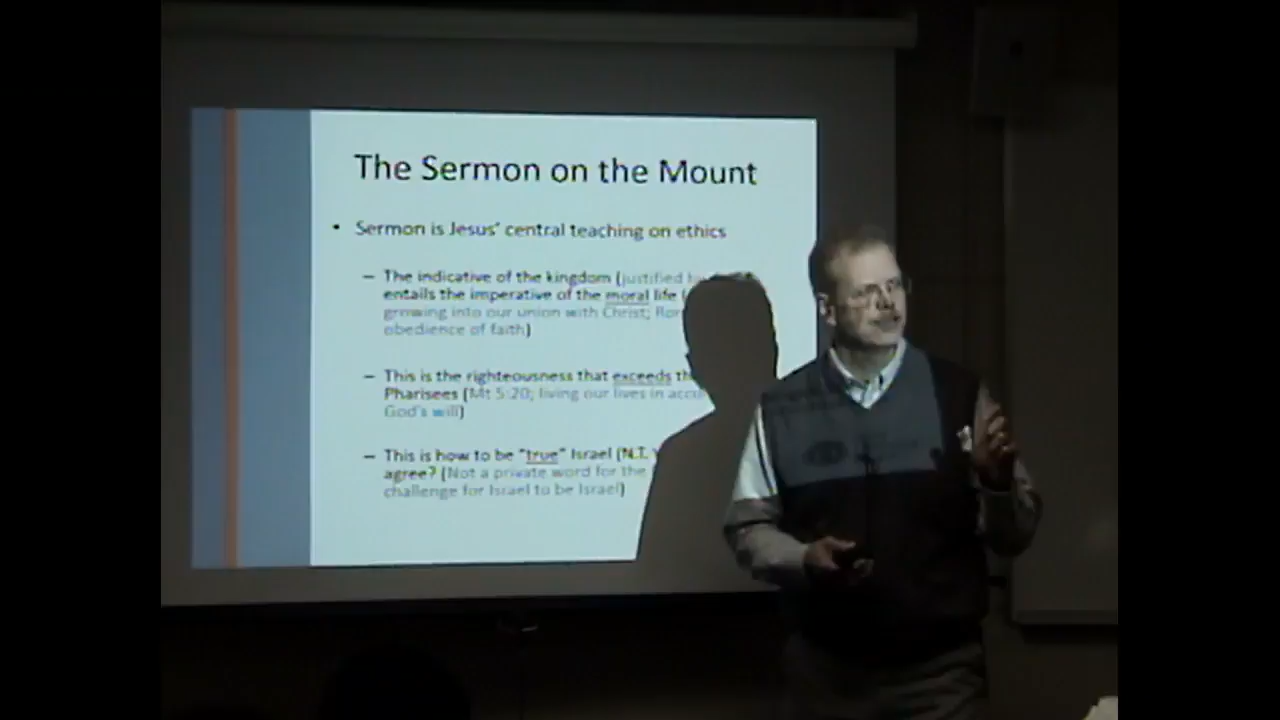 The Sermon on the Mount
• Sermon is Jesus' central teaching on ethics
– The indicative of the kingdom (justified
entails the imperative of the moral life (
growing into our union with Christ;
obedience of faith)
– This is the righteousness that exceeds
Pharisees (Mt 5:20; living our lives in
God's will)
– This is how to be "true" Israel (N.T.
agree? (Not a private word for the
challenge for Israel to be Israel)